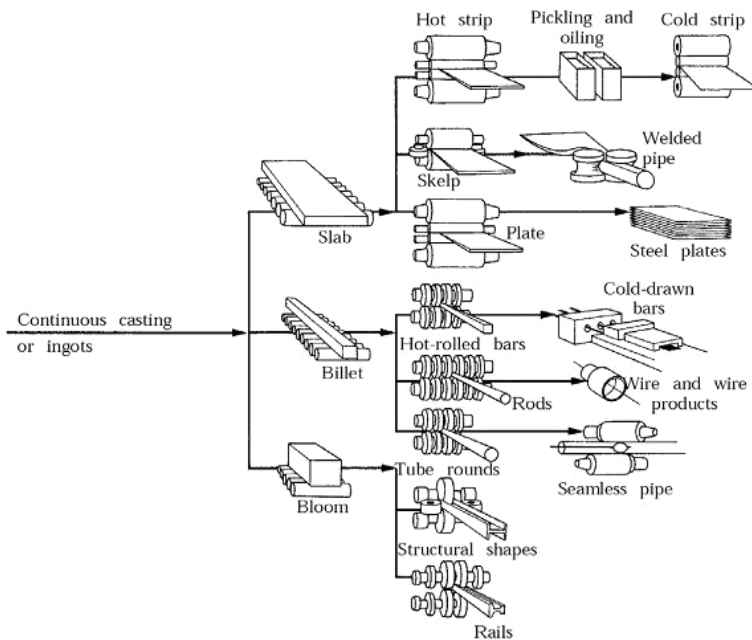 Hot strip
Pickling and
oiling
Cold strip
Skelp
Welded
pipe
Slab
Plate
Steel plates
Continuous casting
or ingots
Billet
Hot-rolled bars
Cold-drawn
bars
Rods
Wire and wire
products
Tube rounds
Seamless pipe
Bloom
Structural shapes
Rails